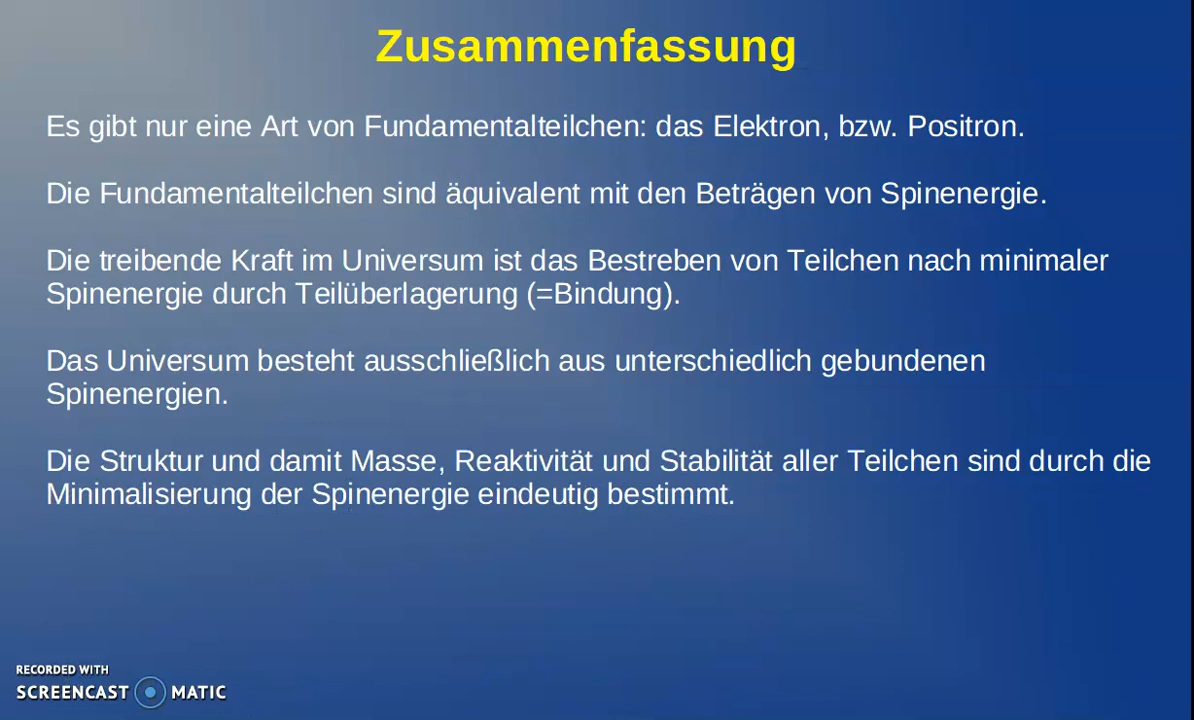 Zusammenfassung
Es gibt nur eine Art von Fundamentalteilchen: das Elektron, bzw. Positron.
Die Fundamentalteilchen sind äquivalent mit den Beträgen von Spinenergie.
Die treibende Kraft im Universum ist das Bestreben von Teilchen nach minimaler
Spinenergie durch Teilüberlagerung (=Bindung).
Das Universum besteht ausschließlich aus unterschiedlich gebundenen
Spinenergien.
Die Struktur und damit Masse, Reaktivität und Stabilität aller Teilchen sind durch die
Minimalisierung der Spinenergie eindeutig bestimmt.
RECORDED WITH
SCREENCAST MATIC